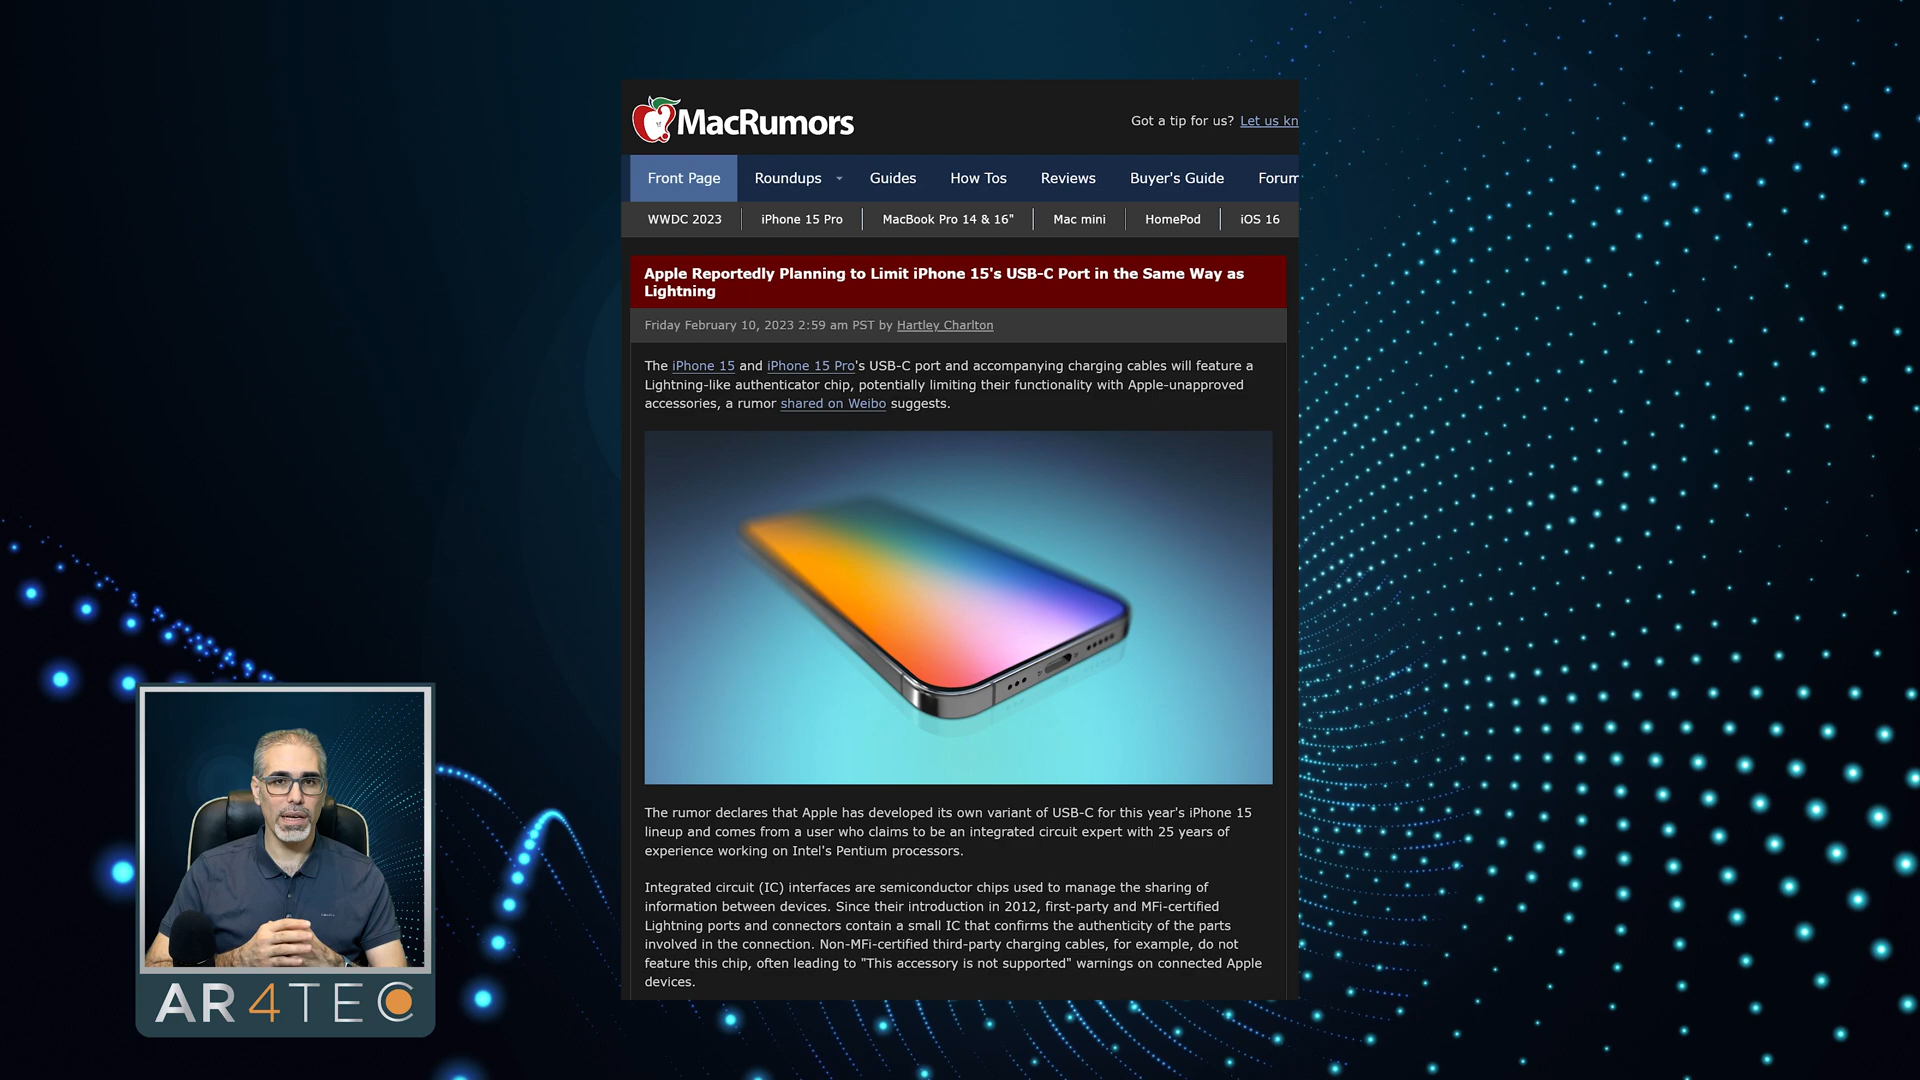 MacRumors
Got a tip for us? Let us kn
Front Page Roundups Guides How Tos Reviews Buyer's Guide Forum
WWDC 2023 iPhone 15 Pro MacBook Pro 14 & 16" Mac mini HomePod iOS 16
Apple Reportedly Planning to Limit iPhone 15's USB-C Port in the Same Way as
Lightning
Friday February 10, 2023 2:59 am PST by Hartley Charlton
The iPhone 15 and iPhone 15 Pro's USB-C port and accompanying charging cables will feature a
Lightning-like authenticator chip, potentially limiting their functionality with Apple-unapproved
accessories, a rumor shared on Weibo suggests.
The rumor declares that Apple has developed its own variant of USB-C for this year's iPhone 15
lineup and comes from a user who claims to be an integrated circuit expert with 25 years of
experience working on Intel's Pentium processors.
Integrated circuit (IC) interfaces are semiconductor chips used to manage the sharing of
information between devices. Since their introduction in 2012, first-party and MFi-certified
Lightning ports and connectors contain a small IC that confirms the authenticity of the parts
involved in the connection. Non-MFi-certified third-party charging cables, for example, do not
feature this chip, often leading to "This accessory is not supported" warnings on connected Apple
devices.
AR4TEC